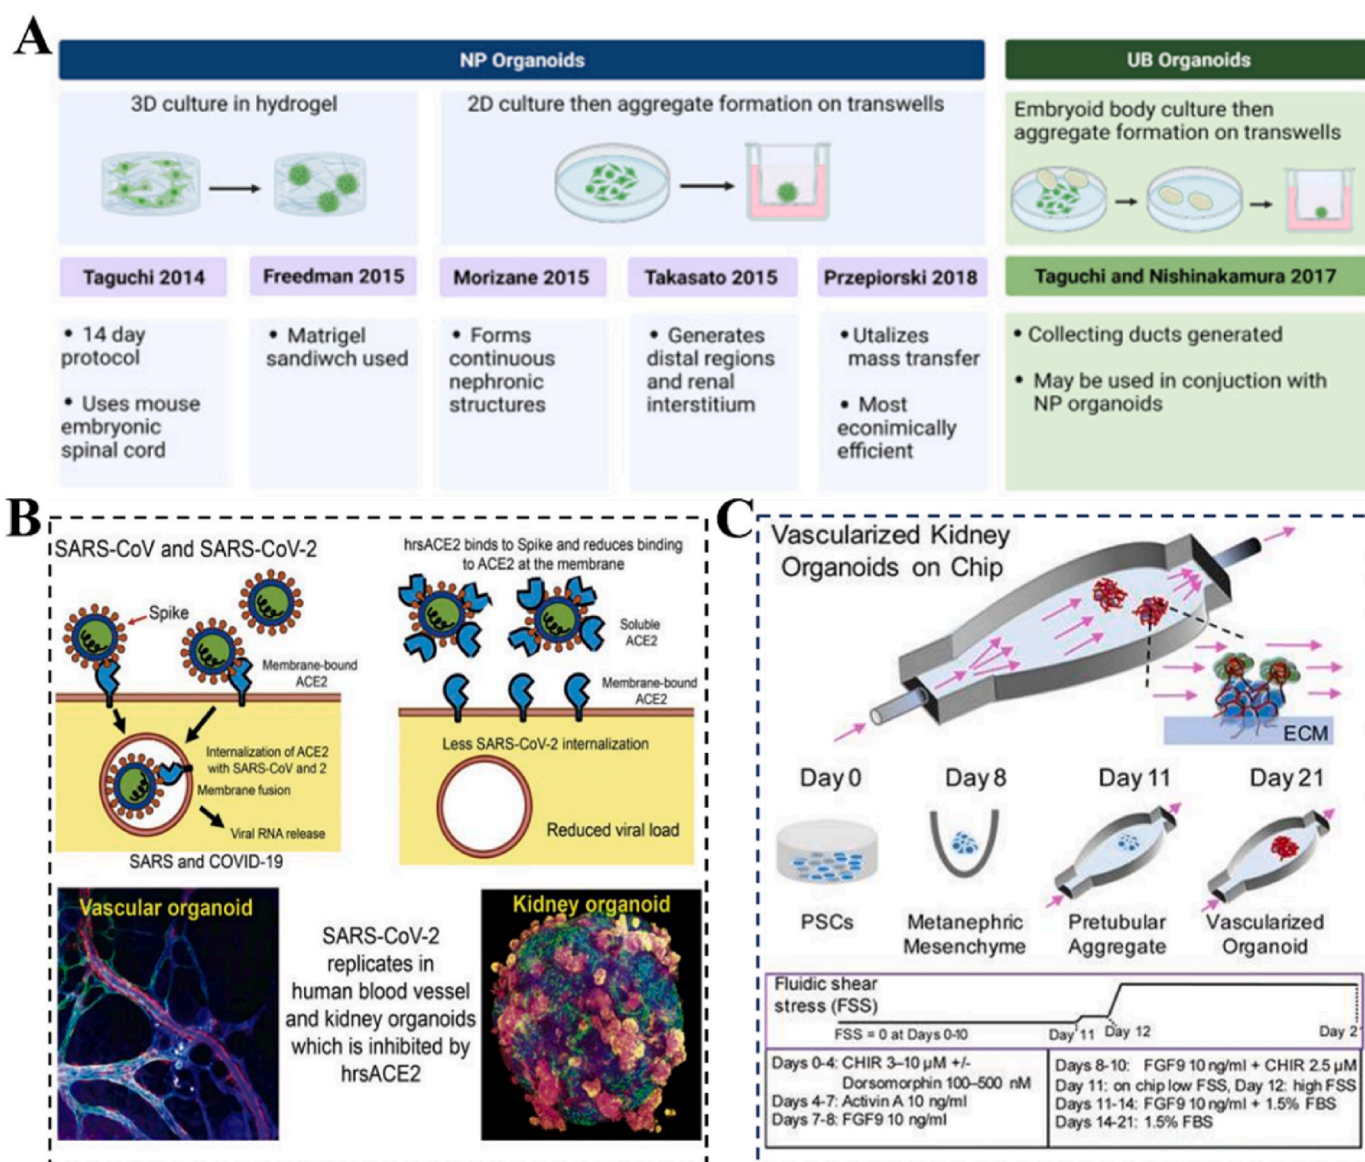 A
NP Organoids
UB Organoids
3D culture in hydrogel
2D culture then aggregate formation on transwells
Embryoid body culture then
aggregate formation on transwells
Taguchi 2014
Freedman 2015
Morizane 2015
Takasato 2015
Przepiorski 2018
Taguchi and Nishinakamura 2017
• 14 day
protocol
• Uses mouse
embryonic
spinal cord
• Matrigel
sandiwch used
• Forms
continuous
nephronic
structures
• Generates
distal regions
and renal
interstitium
• Utalizes
mass transfer
• Most
econimically
efficient
• Collecting ducts generated
• May be used in conjuction with
NP organoids
B
SARS-CoV and SARS-CoV-2
Spike
Membrane-bound
ACE2
Internalization of ACE2
with SARS-CoV and 2
Membrane fusion
Viral RNA release
SARS and COVID-19
hrsACE2 binds to Spike and reduces binding
to ACE2 at the membrane
Soluble
ACE2
Membrane-bound
ACE2
Less SARS-CoV-2 internalization
Reduced viral load
Vascular organoid
SARS-CoV-2
replicates in
human blood vessel
and kidney organoids
which is inhibited by
hrsACE2
Kidney organoid
C
Vascularized Kidney
Organoids on Chip
ECM
Day 0
Day 8
Day 11
Day 21
PSCs
Metanephric
Mesenchyme
Pretubular
Aggregate
Vascularized
Organoid
Fluidic shear
stress (FSS)
FSS = 0 at Days 0-10
Day 11
Day 12
Day 2
Days 0-4: CHIR 3–10 µM +/-
Dorsomorphin 100–500 nM
Days 4-7: Activin A 10 ng/ml
Days 7-8: FGF9 10 ng/ml
Days 8-10: FGF9 10 ng/ml + CHIR 2.5 µM
Day 11: on chip low FSS, Day 12: high FSS
Days 11-14: FGF9 10 ng/ml + 1.5% FBS
Days 14-21: 1.5% FBS